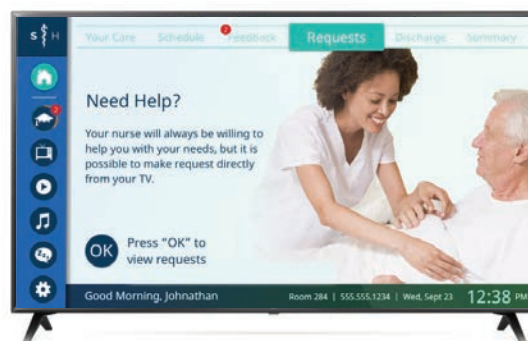 S H
Your Care Schedule 2 Feedback Requests Discharge Summary
2
Need Help?
Your nurse will always be willing to
help you with your needs, but it is
possible to make request directly
from your TV.
OK
Press "OK" to
view requests
Good Morning, Johnathan Room 284 | 555.555.1234 | Wed, Sept 23 12:38 PM